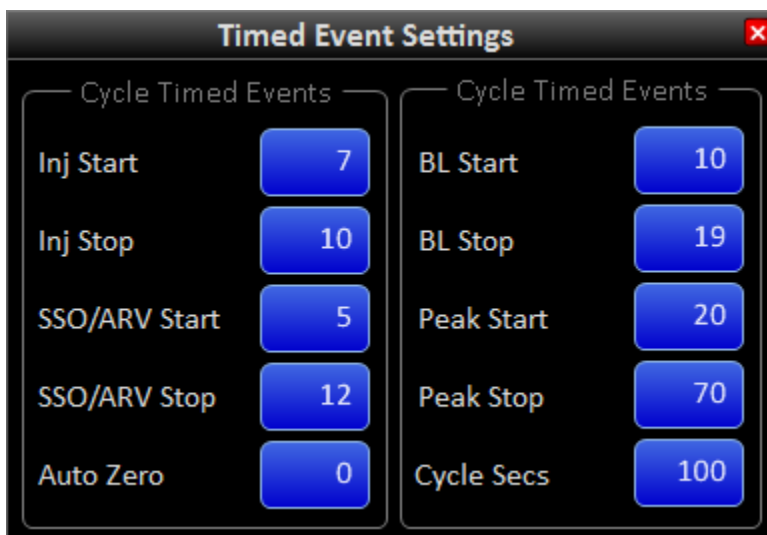 Timed Event Settings
Cycle Timed Events
Inj Start 7
Inj Stop 10
SSO/ARV Start 5
SSO/ARV Stop 12
Auto Zero 0
Cycle Timed Events
BL Start 10
BL Stop 19
Peak Start 20
Peak Stop 70
Cycle Secs 100